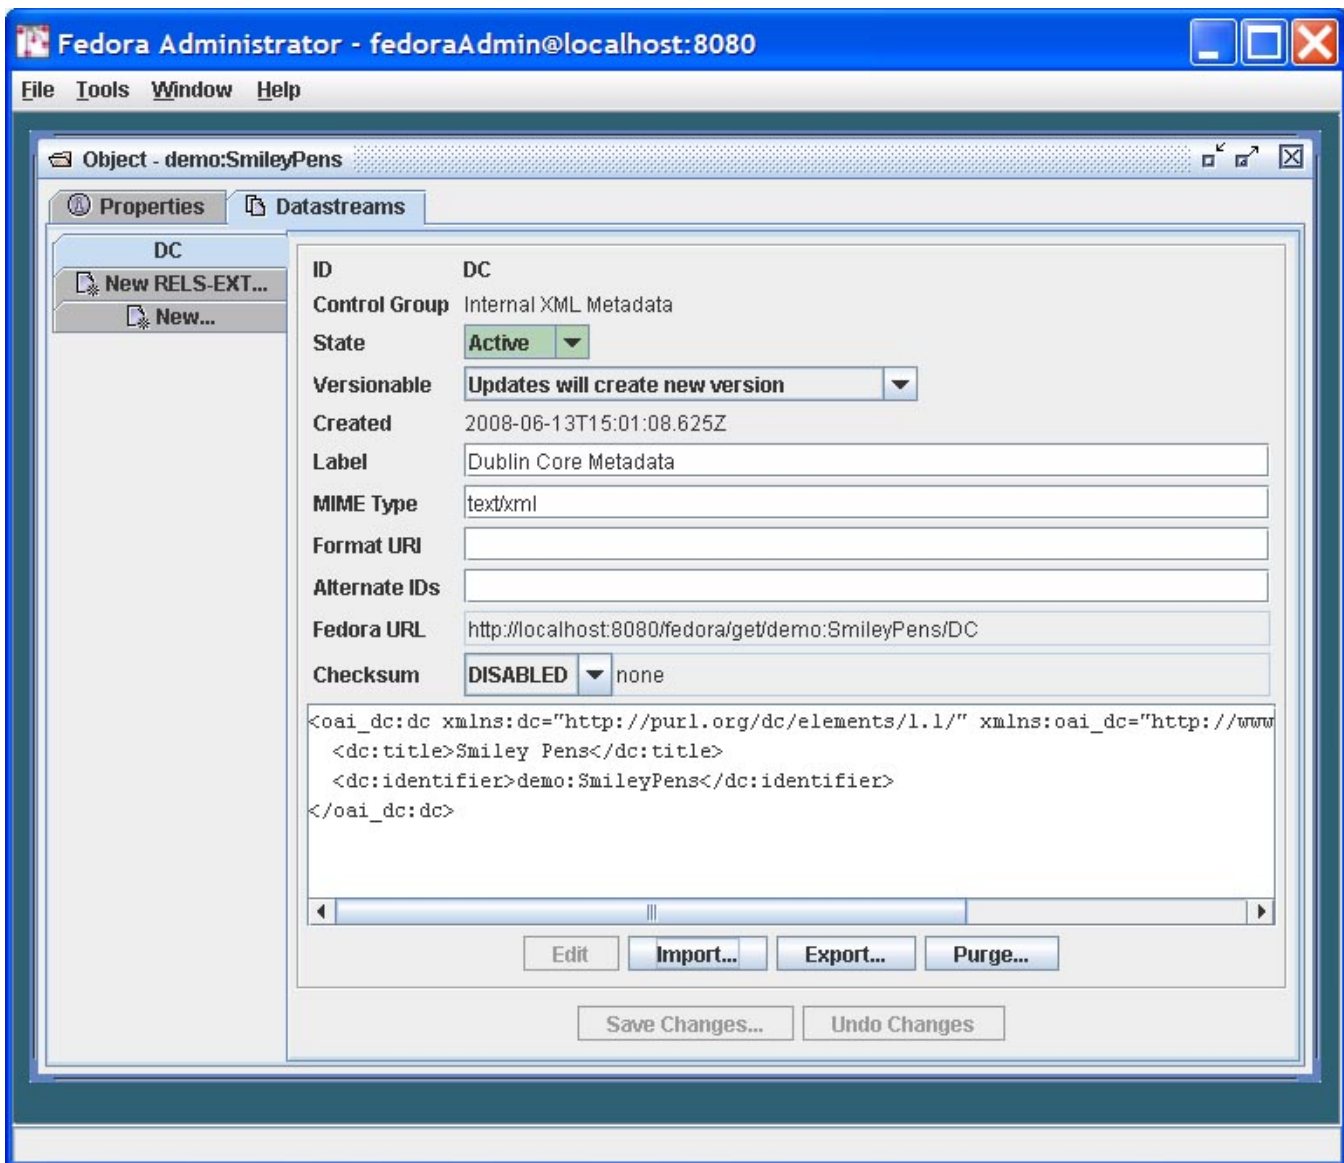 Fedora Administrator - fedoraAdmin@localhost:8080
File Tools Window Help
Object - demo:SmileyPens
Properties Datastreams
DC
New RELS-EXT...
New...
ID DC
Control Group Internal XML Metadata
State Active
Versionable Updates will create new version
Created 2008-06-13T15:01:08.625Z
Label Dublin Core Metadata
MIME Type text/xml
Format URI
Alternate IDs
Fedora URL http://localhost:8080/fedora/get/demo:SmileyPens/DC
Checksum DISABLED none
<oai_dc:dc xmlns:dc="http://purl.org/dc/elements/1.1/" xmlns:oai_dc="http://www
<dc:title>Smiley Pens</dc:title>
<dc:identifier>demo:SmileyPens</dc:identifier>
</oai_dc:dc>
Edit Import... Export... Purge...
Save Changes... Undo Changes